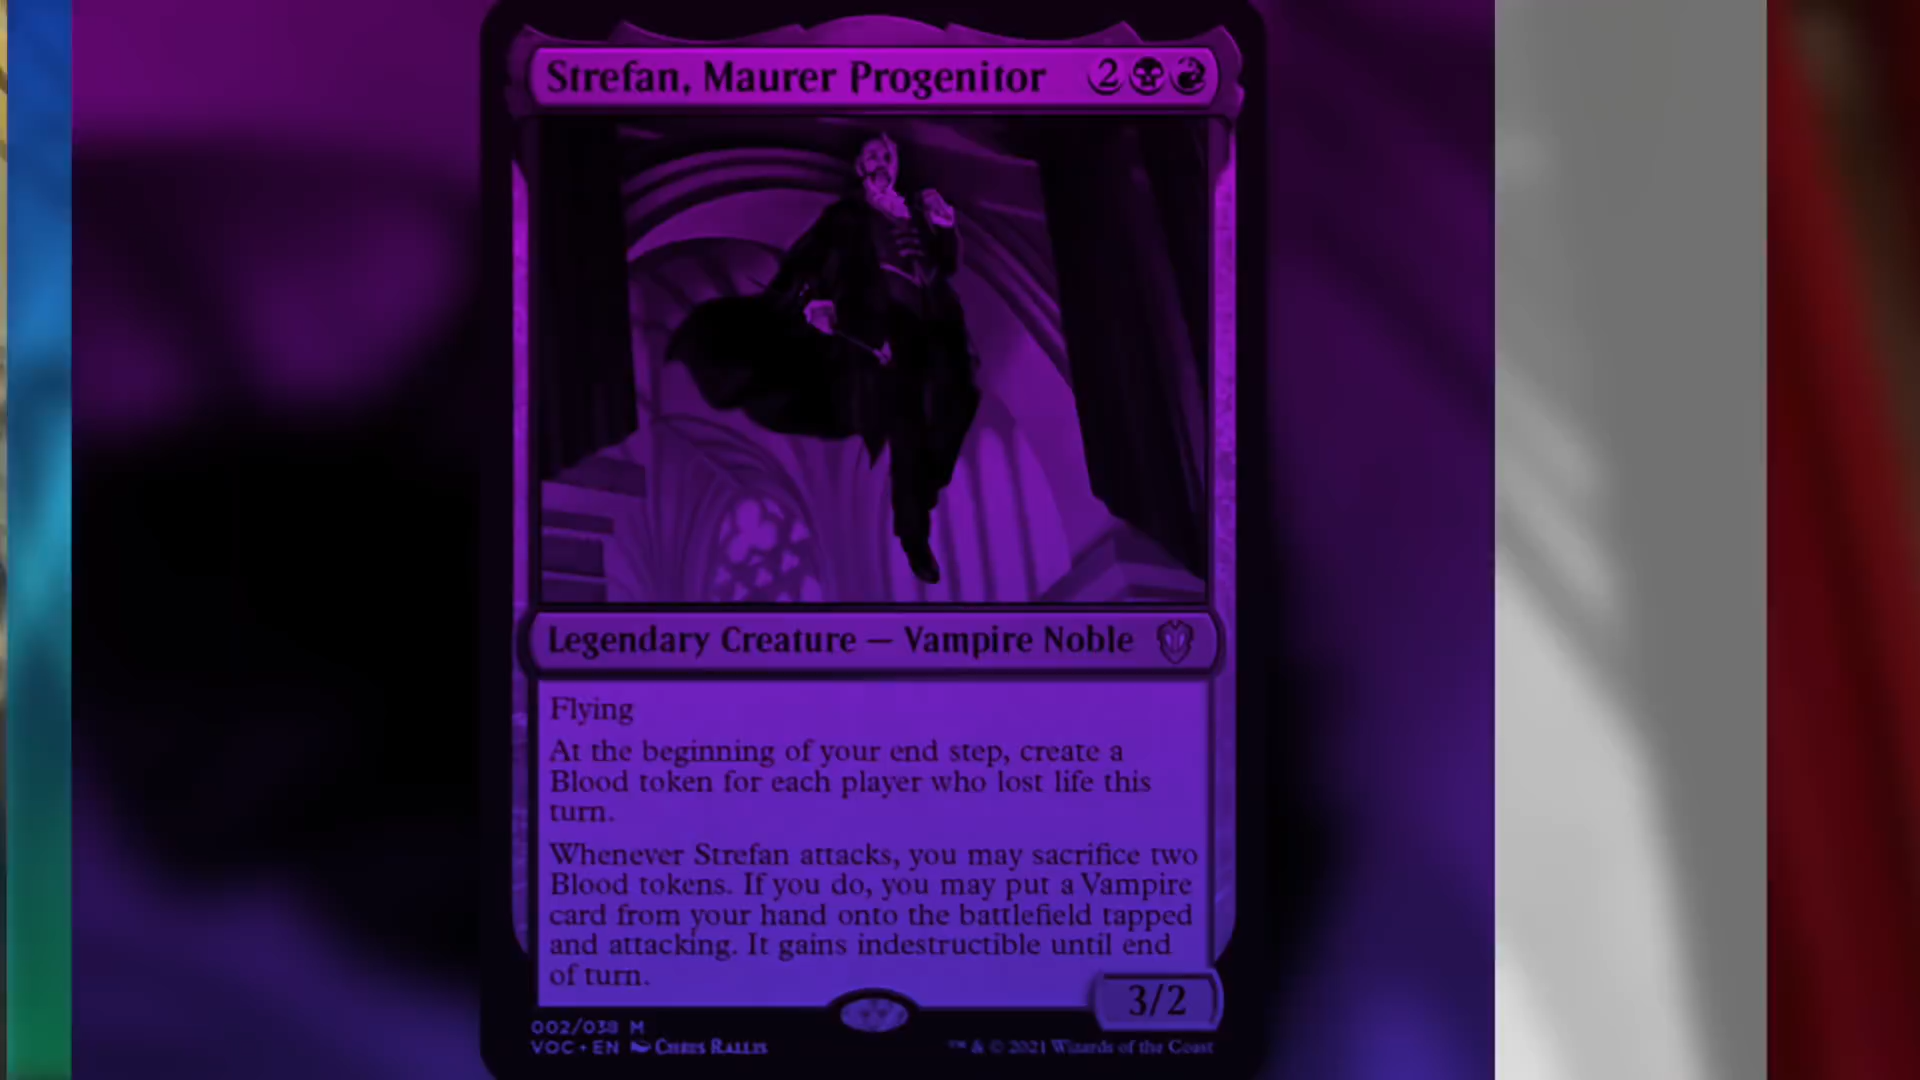 Strefan, Maurer Progenitor 2
Legendary Creature — Vampire Noble
Flying
At the beginning of your end step, create a
Blood token for each player who lost life this
turn.
Whenever Strefan attacks, you may sacrifice two
Blood tokens. If you do, you may put a Vampire
card from your hand onto the battlefield tapped
and attacking. It gains indestructible until end
of turn.
3/2
002/038 M
VOC • EN Chris Rallis
™ & © 2021 Wizards of the Coast